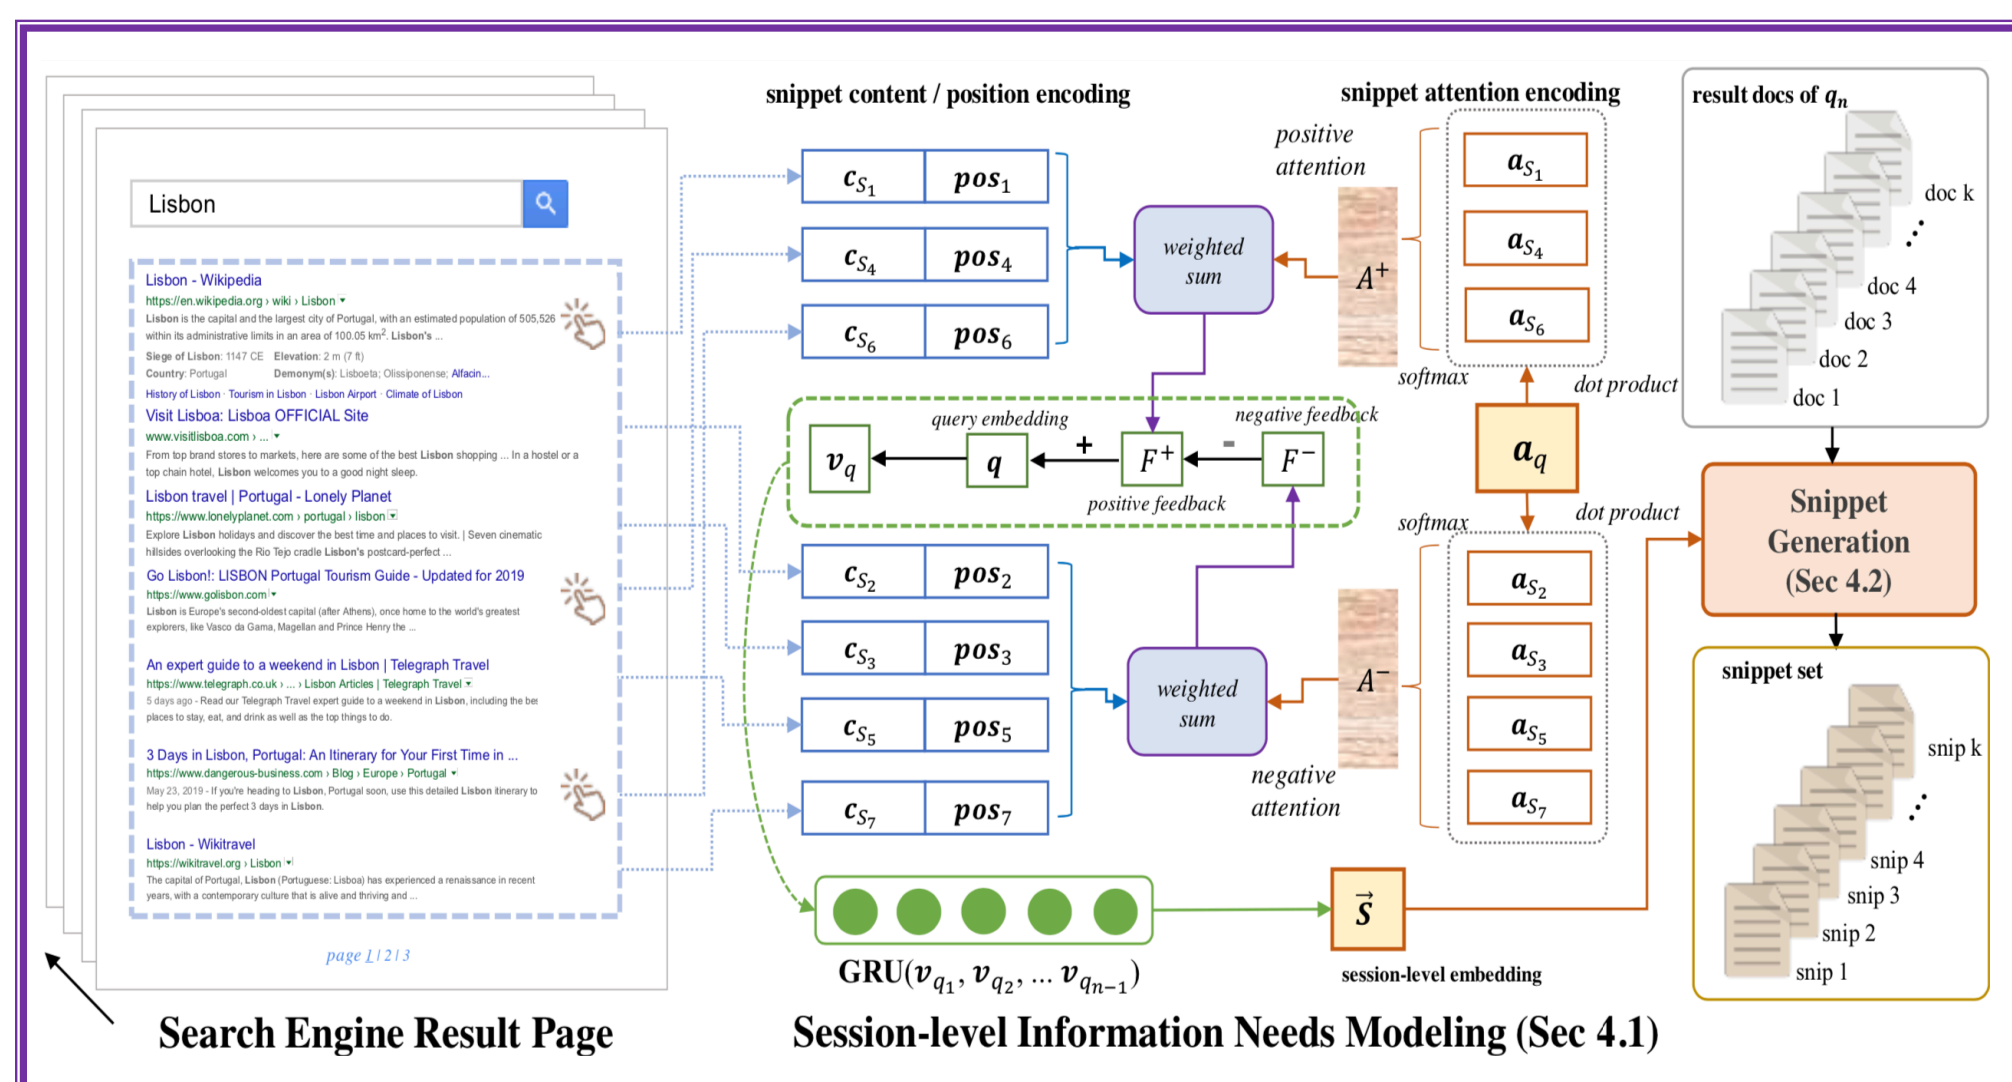 snippet content / position encoding
snippet attention encoding
result docs of qₙ
positive
attention
Lisbon
Lisbon - Wikipedia
https://en.wikipedia.org › wiki › Lisbon
Lisbon is the capital and the largest city of Portugal, with an estimated population of 505,526
within its administrative limits in an area of 100.05 km². Lisbon's ...
Siege of Lisbon: 1147 CE Elevation: 2 m (7 ft)
Country: Portugal Demonym(s): Lisboeta; Olissiponense; Alfacin...
History of Lisbon · Tourism in Lisbon · Lisbon Airport · Climate of Lisbon
Visit Lisboa: Lisboa OFFICIAL Site
www.visitlisboa.com › ...
From top brand stores to markets, here are some of the best Lisbon shopping ... In a hostel or a
top chain hotel, Lisbon welcomes you to a good night sleep.
Lisbon travel | Portugal - Lonely Planet
https://www.lonelyplanet.com › portugal › lisbon
Explore Lisbon holidays and discover the best time and places to visit. | Seven cinematic
hillsides overlooking the Rio Tejo cradle Lisbon's postcard-perfect ...
Go Lisbon!: LISBON Portugal Tourism Guide - Updated for 2019
https://www.golisbon.com
Lisbon is Europe's second-oldest capital (after Athens), once home to the world's greatest
explorers, like Vasco da Gama, Magellan and Prince Henry the ...
An expert guide to a weekend in Lisbon | Telegraph Travel
https://www.telegraph.co.uk › ... › Lisbon Articles | Telegraph Travel
5 days ago - Read our Telegraph Travel expert guide to a weekend in Lisbon, including the
places to stay, eat, and drink as well as the top things to do.
3 Days in Lisbon, Portugal: An Itinerary for Your First Time in ...
https://www.dangerous-business.com › Blog › Europe › Portugal
May 23, 2019 - If you're heading to Lisbon, Portugal soon, use this detailed Lisbon itinerary to
help you plan the perfect 3 days in Lisbon.
Lisbon - Wikitravel
https://wikitravel.org › Lisbon
The capital of Portugal, Lisbon (Portuguese: Lisboa) has experienced a renaissance in recent
years, with a contemporary culture that is alive and thriving and ...
page 1 | 2 | 3
Search Engine Result Page
c_S₁ pos₁
c_S₄ pos₄
c_S₆ pos₆
weighted
sum
A⁺
a_S₁
a_S₄
a_S₆
softmax
dot product
query embedding
negative feedback
v_q
q
+
F⁺
-
F⁻
positive feedback
a_q
softmax
dot product
c_S₂ pos₂
c_S₃ pos₃
c_S₅ pos₅
c_S₇ pos₇
weighted
sum
A⁻
negative
attention
a_S₂
a_S₃
a_S₅
a_S₇
GRU(v_q₁, v_q₂, ... v_qₙ₋₁)
s⃗
session-level embedding
Session-level Information Needs Modeling (Sec 4.1)
doc k
doc 4
doc 3
doc 2
doc 1
Snippet
Generation
(Sec 4.2)
snippet set
snip k
snip 4
snip 3
snip 2
snip 1